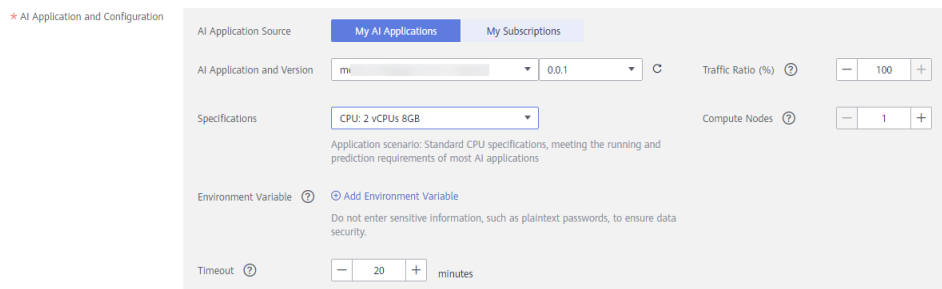 * AI Application and Configuration
AI Application Source My AI Applications My Subscriptions
AI Application and Version 0.0.1 Traffic Ratio (%) ? − 100 +
Specifications CPU: 2 vCPUs 8GB Compute Nodes ? − 1 +
Application scenario: Standard CPU specifications, meeting the running and
prediction requirements of most AI applications
Environment Variable ? Add Environment Variable
Do not enter sensitive information, such as plaintext passwords, to ensure data
security.
Timeout ? − 20 + minutes